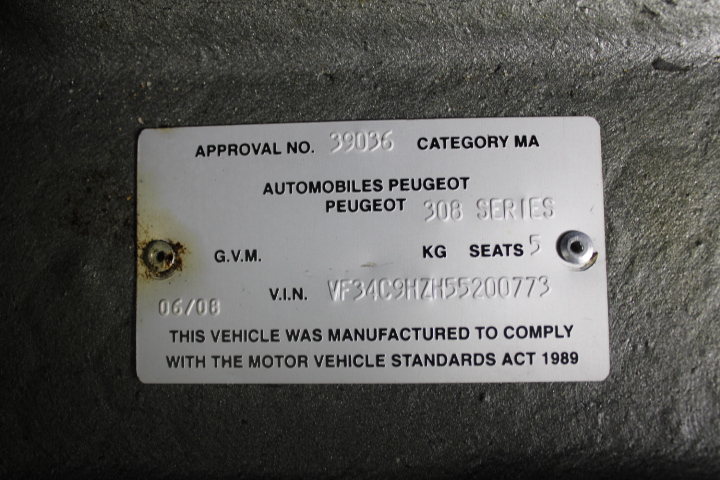 APPROVAL NO. 39036 CATEGORY MA
AUTOMOBILES PEUGEOT
PEUGEOT 308 SERIES
G.V.M. KG SEATS 5
06/08 V.I.N. VF34C9HZH55200773
THIS VEHICLE WAS MANUFACTURED TO COMPLY
WITH THE MOTOR VEHICLE STANDARDS ACT 1989